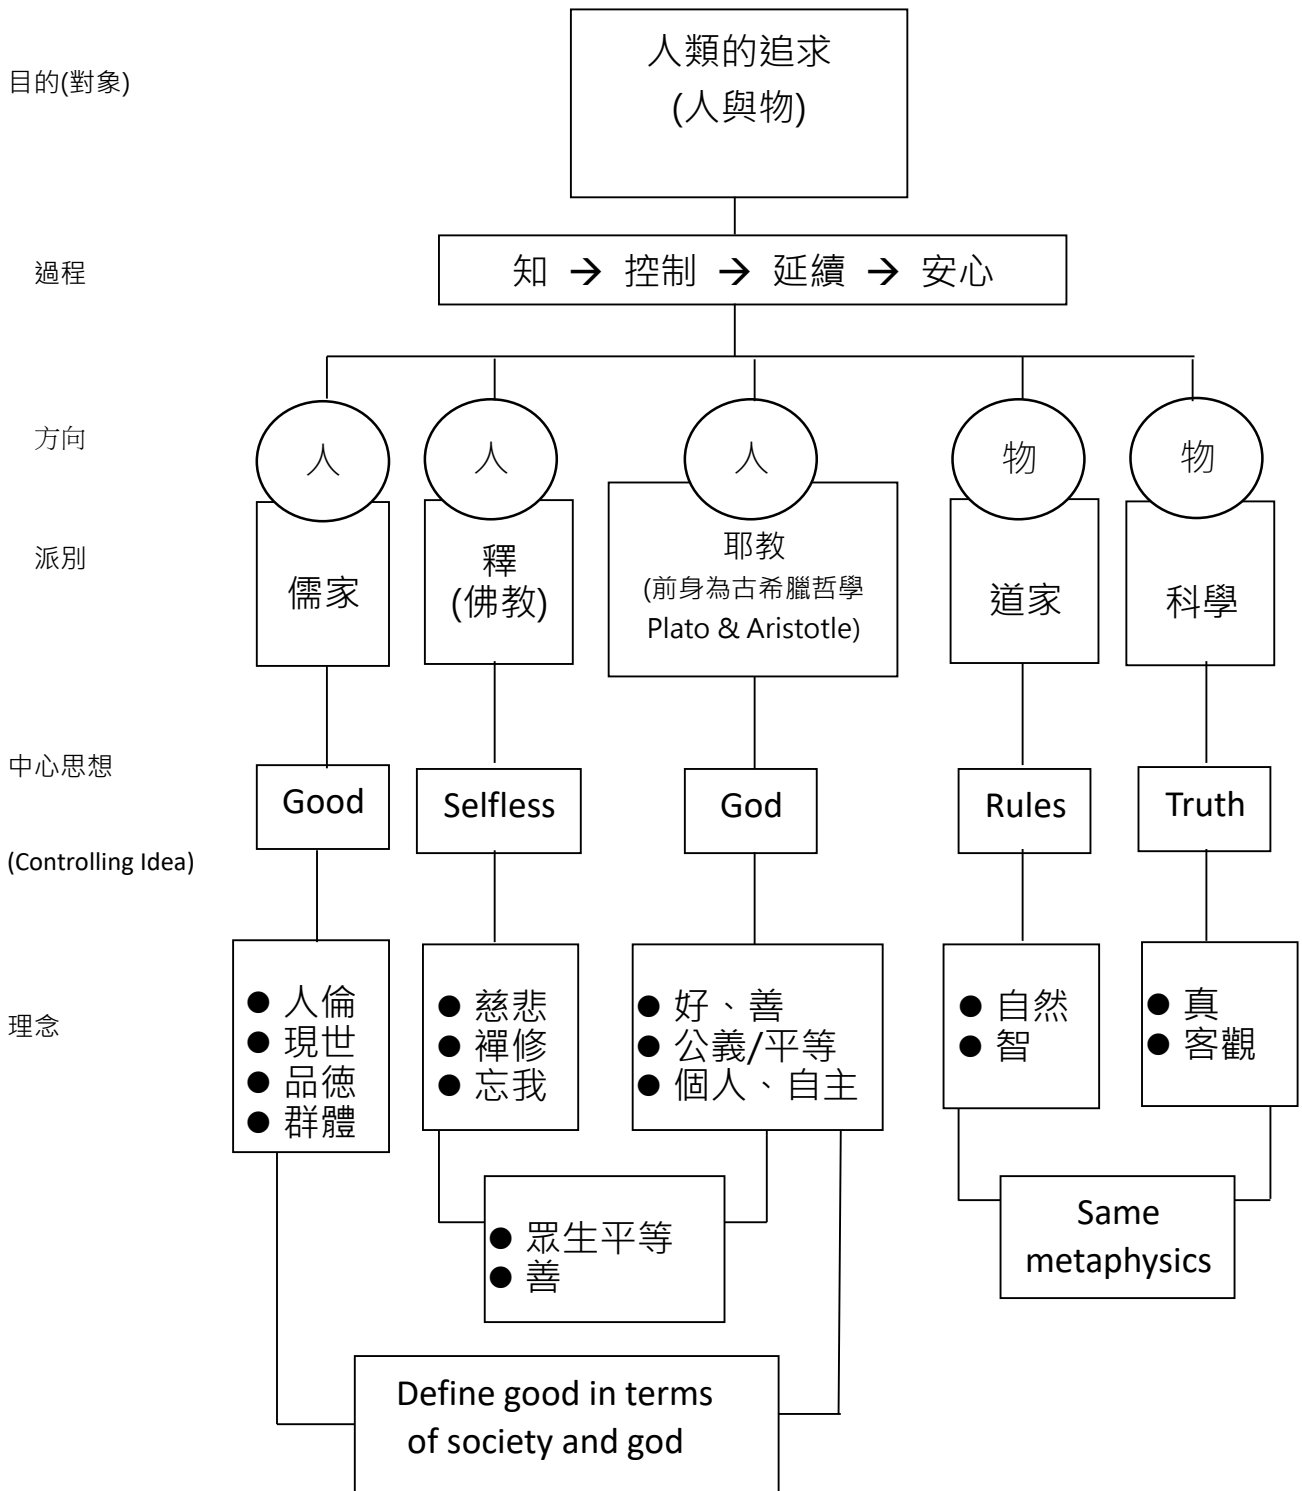 人類的追求
目的(對象)
(人與物)
過程
知 → 控制 → 延續 → 安心
方向
人
人
人
物
物
派別
儒家
釋
(佛教)
耶教
(前身為古希臘哲學
Plato & Aristotle)
道家
科學
中心思想
(Controlling Idea)
Good
Selfless
God
Rules
Truth
理念
● 人倫
● 現世
● 品德
● 群體
● 慈悲
● 禪修
● 忘我
● 好、善
● 公義/平等
● 個人、自主
● 自然
● 智
● 真
● 客觀
● 眾生平等
● 善
Same
metaphysics
Define good in terms
of society and god